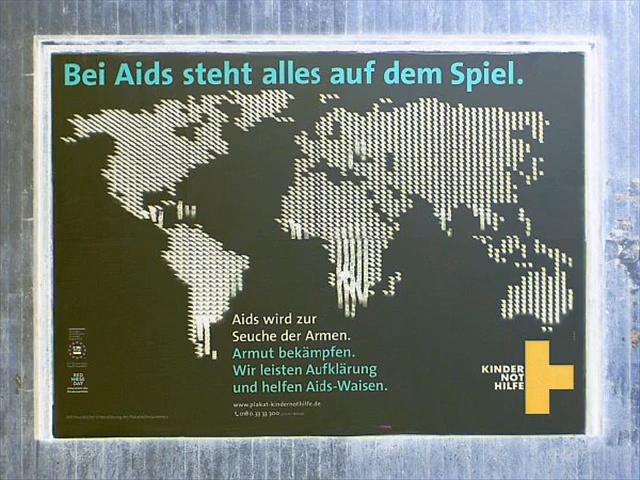 Bei Aids steht alles auf dem Spiel.
Aids wird zur
Seuche der Armen.
Armut bekämpfen.
Wir leisten Aufklärung
und helfen Aids-Waisen.
www.plakat-kindernothilfe.de
KINDER
NOT
HILFE